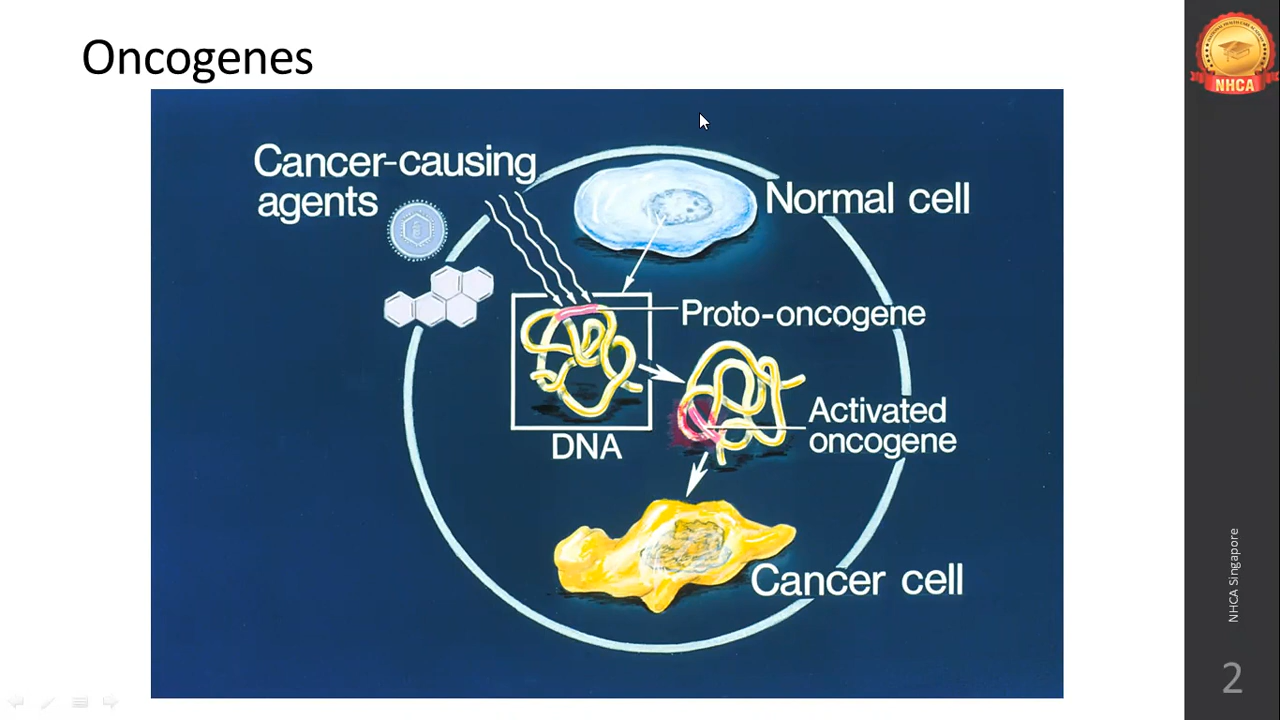 Oncogenes
NHCA
Cancer-causing
agents
Normal cell
Proto-oncogene
Activated
oncogene
DNA
Cancer cell
NHCA Singapore
2